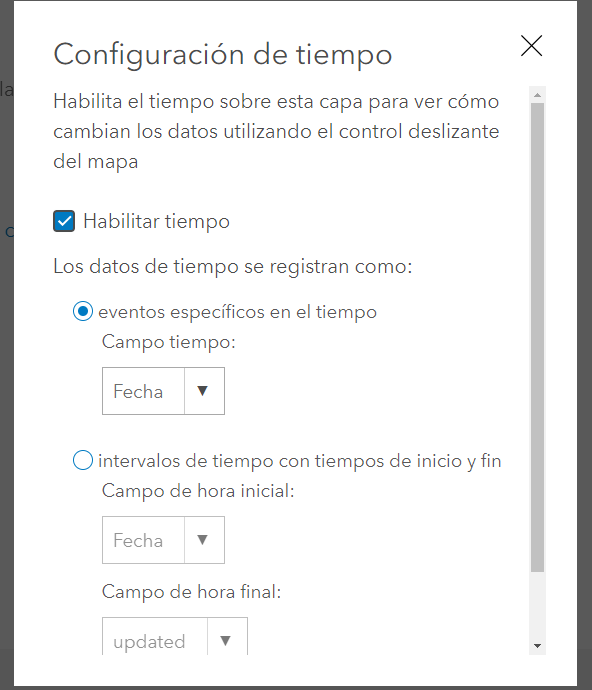 Configuración de tiempo
Habilita el tiempo sobre esta capa para ver cómo
cambian los datos utilizando el control deslizante
del mapa
Habilitar tiempo
Los datos de tiempo se registran como:
eventos específicos en el tiempo
Campo tiempo:
Fecha
intervalos de tiempo con tiempos de inicio y fin
Campo de hora inicial:
Fecha
Campo de hora final:
updated